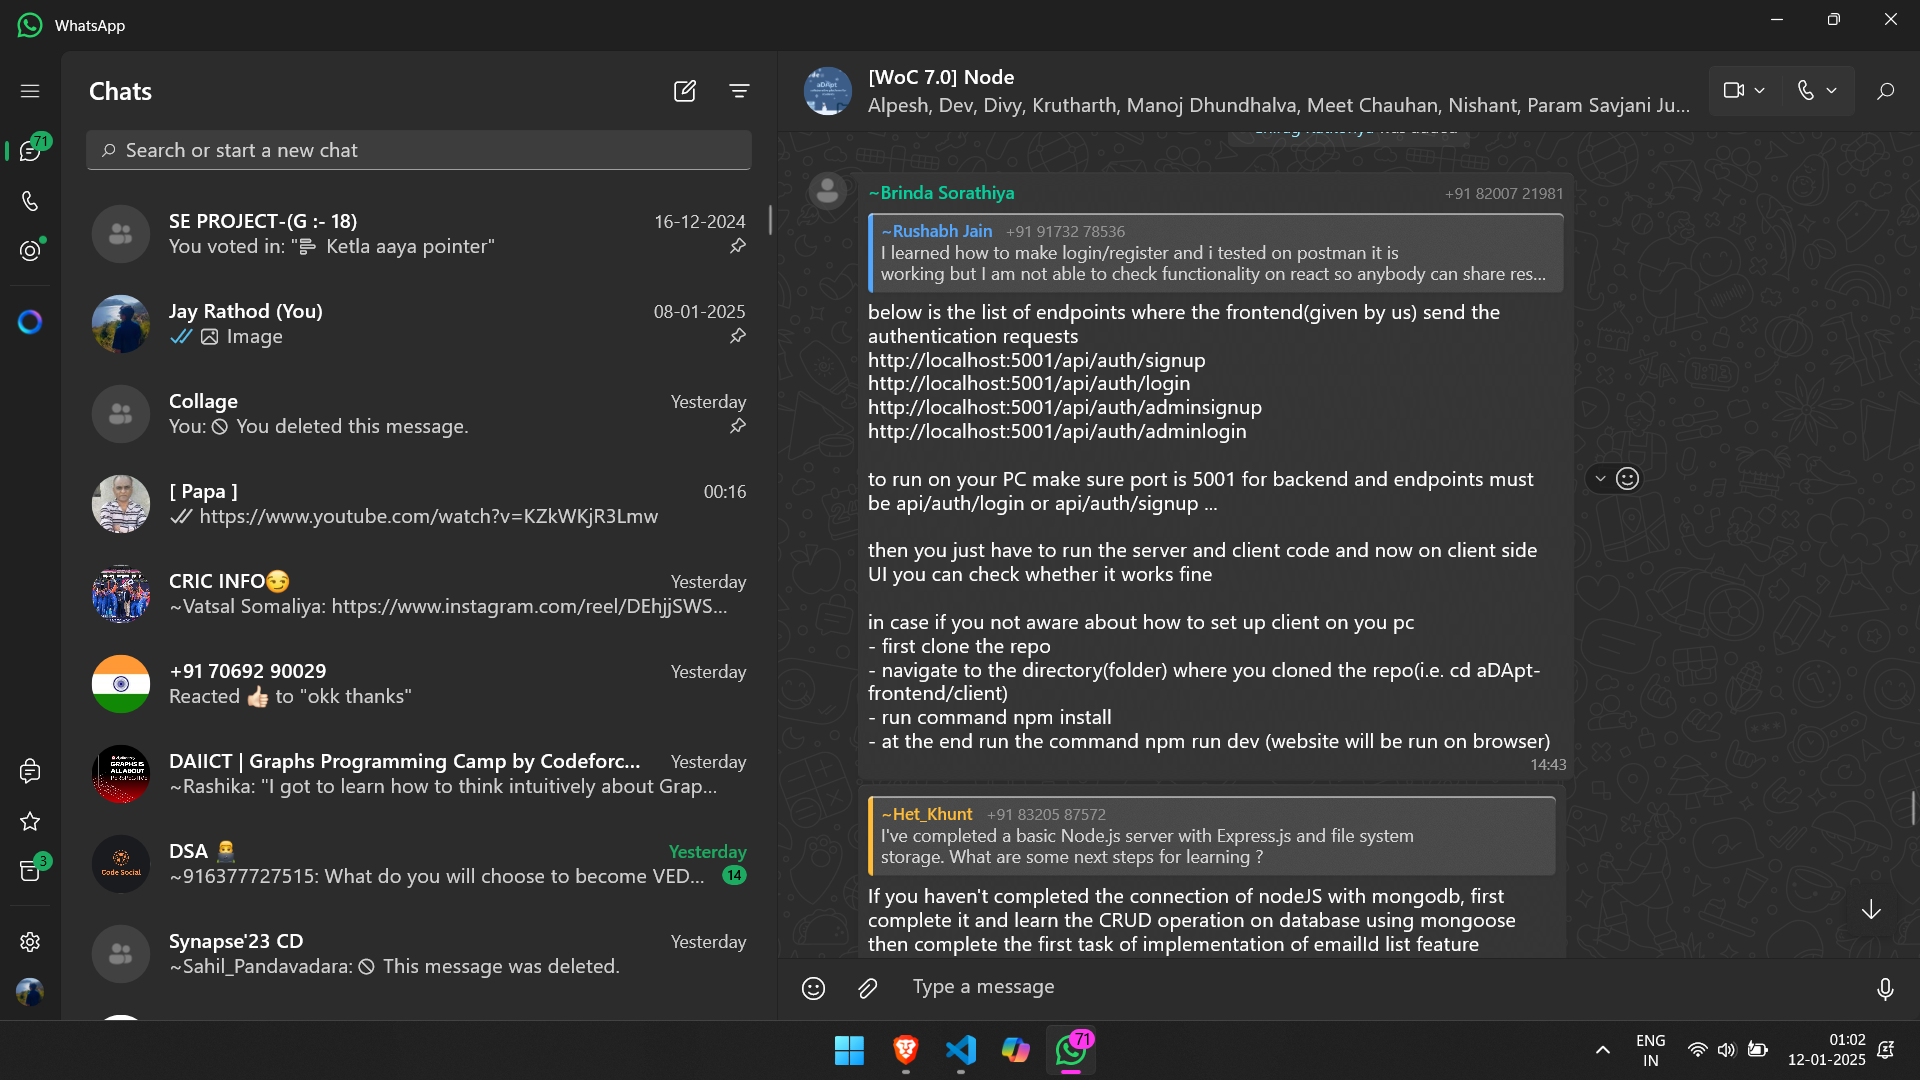 WhatsApp
Chats
71
Search or start a new chat
SE PROJECT-(G :- 18)
16-12-2024
You voted in: " Ketla aaya pointer"
Jay Rathod (You)
08-01-2025
Image
Collage
Yesterday
You: You deleted this message.
[ Papa ]
00:16
https://www.youtube.com/watch?v=KZkWKjR3Lmw
CRIC INFO😏
Yesterday
~Vatsal Somaliya: https://www.instagram.com/reel/DEhjjSWS...
+91 70692 90029
Yesterday
Reacted 👍🏻 to "okk thanks"
DAIICT | Graphs Programming Camp by Codeforc...
Yesterday
~Rashika: "I got to learn how to think intuitively about Grap...
GRAPHS IS
ALL ABOUT
PERSPECTIVE
DSA 👨‍💻
Yesterday
~916377727515: What do you will choose to become VED...
14
Code Social
3
Synapse'23 CD
Yesterday
~Sahil_Pandavadara: This message was deleted.
aDApt
[WoC 7.0] Node
Alpesh, Dev, Divy, Krutharth, Manoj Dhundhalva, Meet Chauhan, Nishant, Param Savjani Ju...
~Brinda Sorathiya
+91 82007 21981
~Rushabh Jain +91 91732 78536
I learned how to make login/register and i tested on postman it is
working but I am not able to check functionality on react so anybody can share res...
below is the list of endpoints where the frontend(given by us) send the
authentication requests
http://localhost:5001/api/auth/signup
http://localhost:5001/api/auth/login
http://localhost:5001/api/auth/adminsignup
http://localhost:5001/api/auth/adminlogin
to run on your PC make sure port is 5001 for backend and endpoints must
be api/auth/login or api/auth/signup ...
then you just have to run the server and client code and now on client side
UI you can check whether it works fine
in case if you not aware about how to set up client on you pc
- first clone the repo
- navigate to the directory(folder) where you cloned the repo(i.e. cd aDApt-
frontend/client)
- run command npm install
- at the end run the command npm run dev (website will be run on browser)
14:43
~Het_Khunt +91 83205 87572
I've completed a basic Node.js server with Express.js and file system
storage. What are some next steps for learning ?
If you haven't completed the connection of nodeJS with mongodb, first
complete it and learn the CRUD operation on database using mongoose
then complete the first task of implementation of emailId list feature
Type a message
71
ENG
IN
01:02
12-01-2025